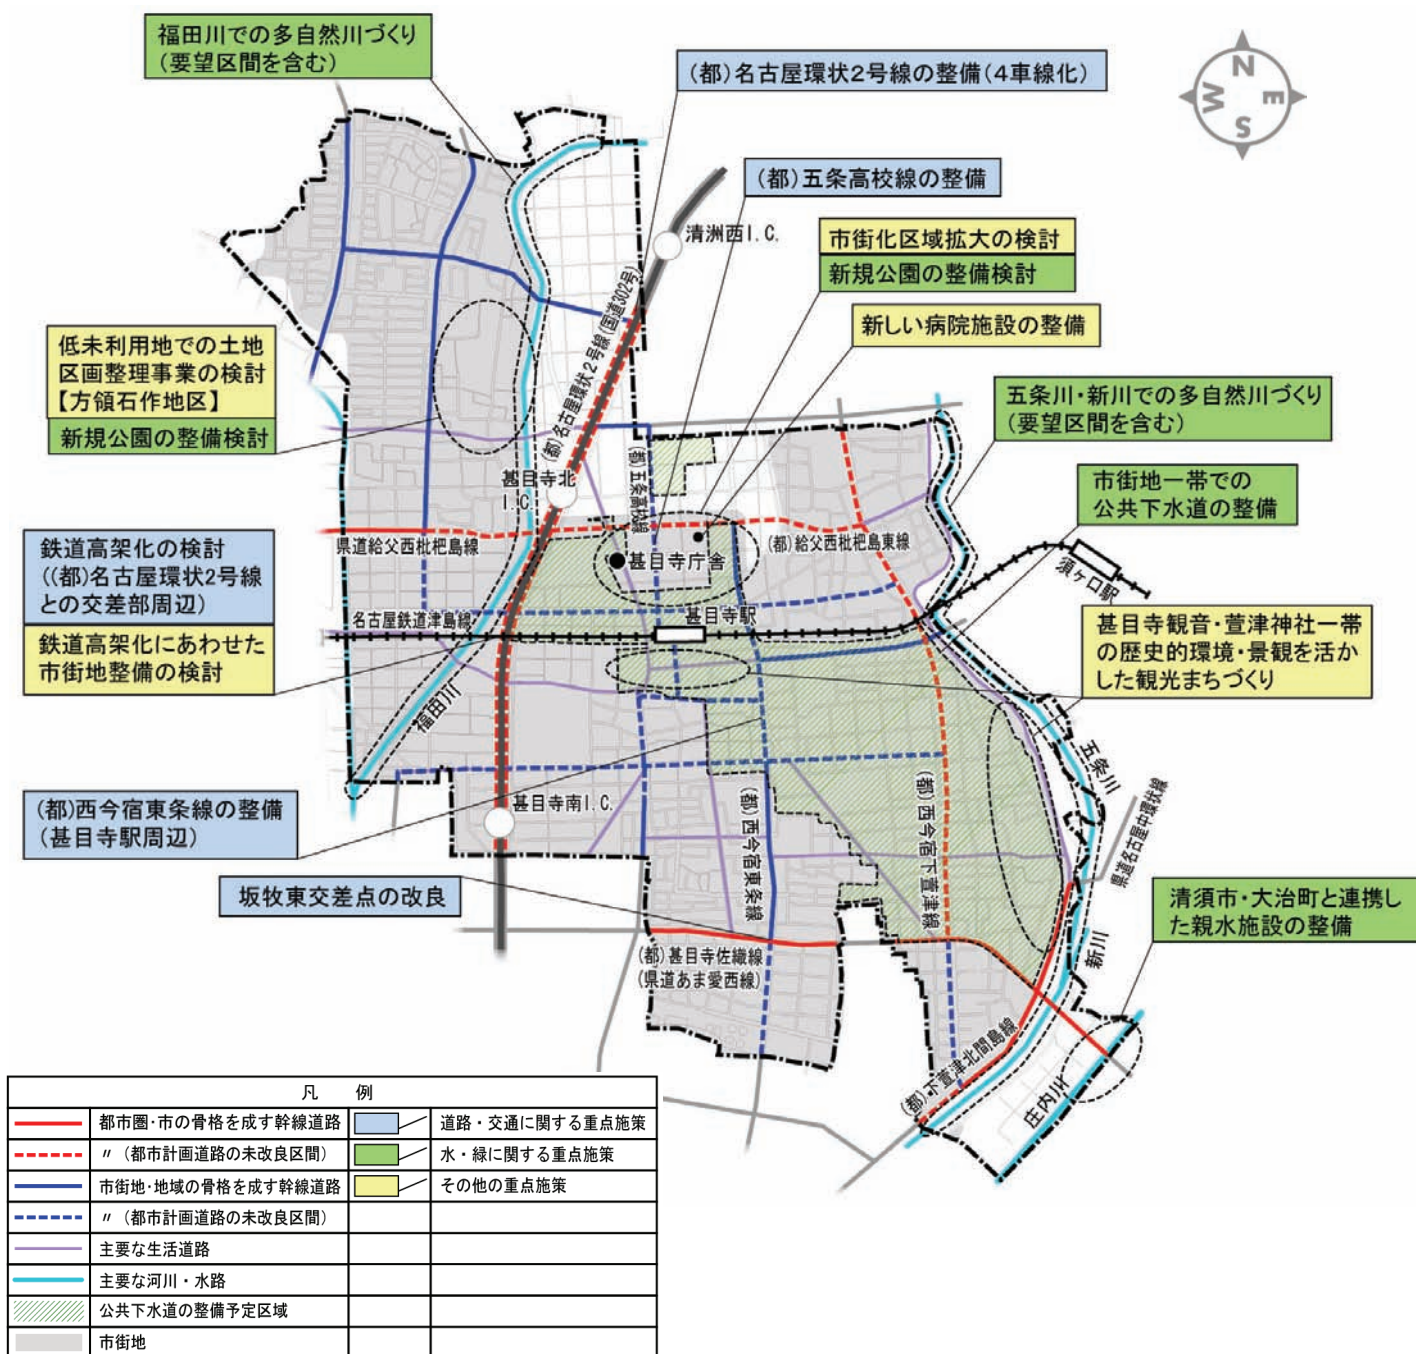 福田川での多自然川づくり
(要望区間を含む)
(都)名古屋環状2号線の整備(4車線化)
N
W
E
S
(都)五条高校線の整備
清洲西I.C.
市街化区域拡大の検討
新規公園の整備検討
新しい病院施設の整備
(都)名古屋環状2号線(国道302号)
低未利用地での土地
区画整理事業の検討
【方領石作地区】
新規公園の整備検討
五条川・新川での多自然川づくり
(要望区間を含む)
甚目寺北
I.C.
(都)五条高校線
市街地一帯での
公共下水道の整備
県道給父西枇杷島線
(都)給父西枇杷島東線
鉄道高架化の検討
((都)名古屋環状2号線
との交差部周辺)
甚目寺庁舎
須ヶ口駅
名古屋鉄道津島線
甚目寺駅
鉄道高架化にあわせた
市街地整備の検討
甚目寺観音・萱津神社一帯
の歴史的環境・景観を活か
した観光まちづくり
福田川
五条川
(都)西今宿東条線の整備
(甚目寺駅周辺)
甚目寺南I.C.
(都)西今宿東条線
(都)西今宿下萱津線
県道名古屋中環状線
坂牧東交差点の改良
清須市・大治町と連携し
た親水施設の整備
新川
(都)甚目寺佐織線
(県道あま愛西線)
(都)下萱津北間島線
庄内川
凡 例
都市圏・市の骨格を成す幹線道路
道路・交通に関する重点施策
〃(都市計画道路の未改良区間)
水・緑に関する重点施策
市街地・地域の骨格を成す幹線道路
その他の重点施策
〃(都市計画道路の未改良区間)
主要な生活道路
主要な河川・水路
公共下水道の整備予定区域
市街地